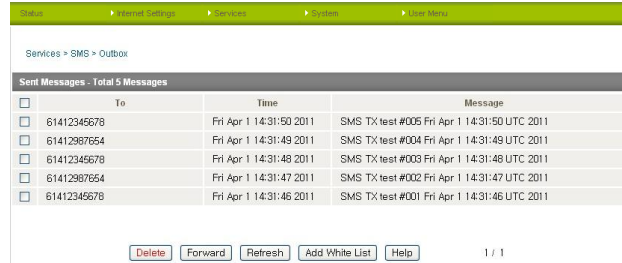 Status Internet Settings Services System User Menu
Services > SMS > Outbox
Sent Messages - Total 5 Messages
To Time Message
61412345678 Fri Apr 1 14:31:50 2011 SMS TX test #005 Fri Apr 1 14:31:50 UTC 2011
61412987654 Fri Apr 1 14:31:49 2011 SMS TX test #004 Fri Apr 1 14:31:49 UTC 2011
61412345678 Fri Apr 1 14:31:48 2011 SMS TX test #003 Fri Apr 1 14:31:48 UTC 2011
61412987654 Fri Apr 1 14:31:47 2011 SMS TX test #002 Fri Apr 1 14:31:47 UTC 2011
61412345678 Fri Apr 1 14:31:46 2011 SMS TX test #001 Fri Apr 1 14:31:46 UTC 2011
Delete Forward Refresh Add White List Help 1 / 1